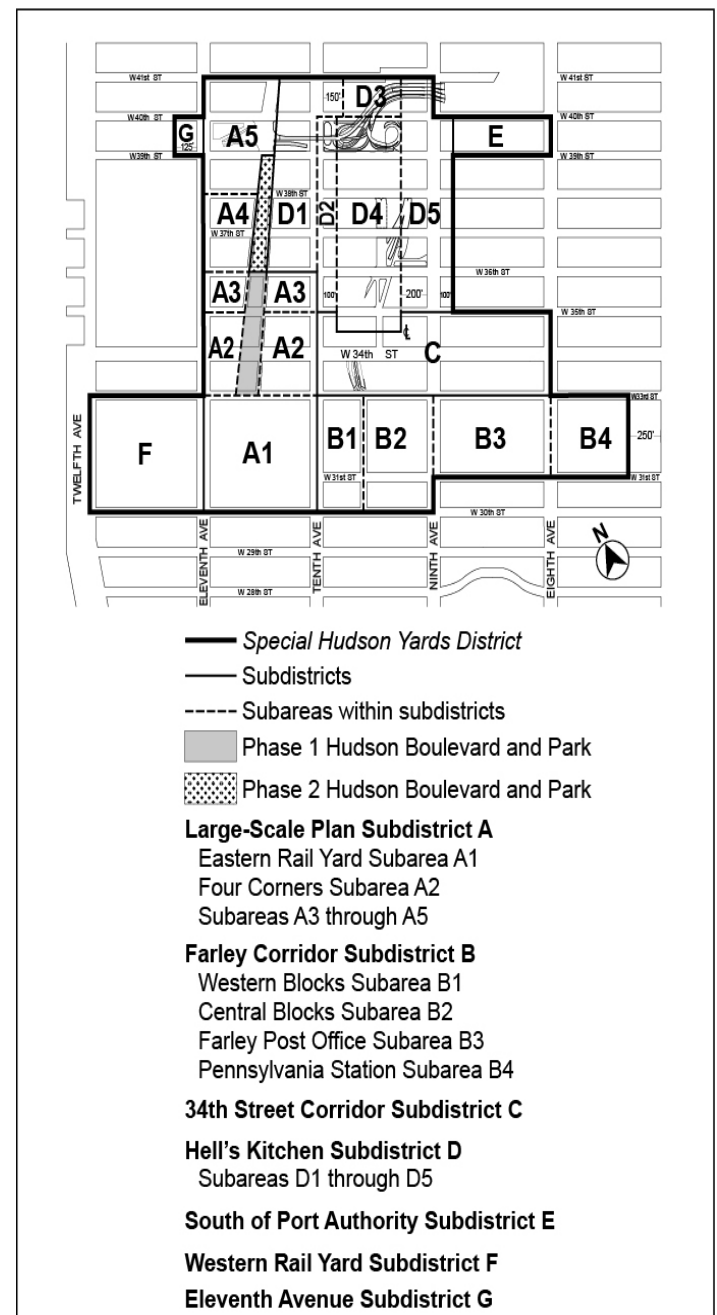 W41st ST
W 41st ST
150'
D3
W 40th ST
W 40th ST
G
A5
E
125'
W39th ST
W 39th ST
W 38th ST
A4
D1
D2
D4
D5
W 37th ST
W 36th ST
A3
A3
100'
200'
100'
W 35th ST
A2
A2
W 34th ST
C
W33rd ST
TWELFTH AVE
F
A1
B1
B2
B3
B4
250'
W 31st ST
W 31st ST
W 30th ST
ELEVENTH AVE
TENTH AVE
NINTH AVE
EIGHTH AVE
N
W 29th ST
W 28th ST
Special Hudson Yards District
Subdistricts
Subareas within subdistricts
Phase 1 Hudson Boulevard and Park
Phase 2 Hudson Boulevard and Park
Large-Scale Plan Subdistrict A
Eastern Rail Yard Subarea A1
Four Corners Subarea A2
Subareas A3 through A5
Farley Corridor Subdistrict B
Western Blocks Subarea B1
Central Blocks Subarea B2
Farley Post Office Subarea B3
Pennsylvania Station Subarea B4
34th Street Corridor Subdistrict C
Hell's Kitchen Subdistrict D
Subareas D1 through D5
South of Port Authority Subdistrict E
Western Rail Yard Subdistrict F
Eleventh Avenue Subdistrict G